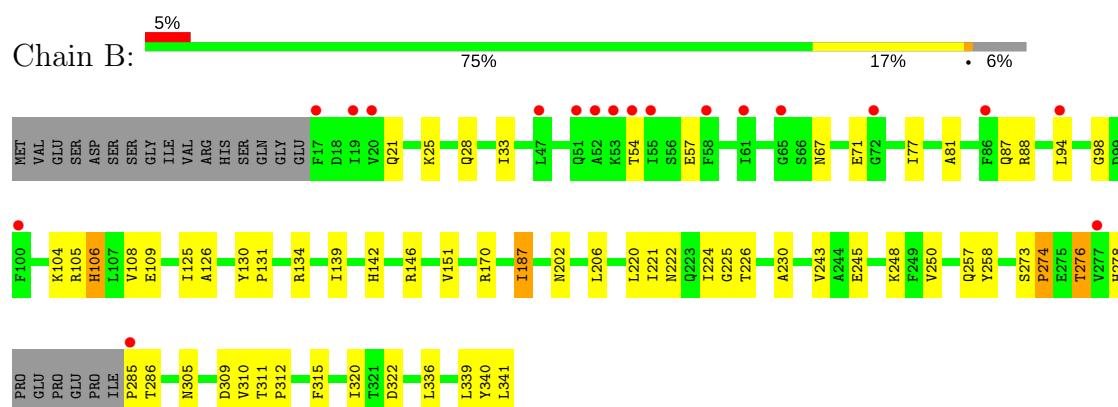 5%
Chain B:
75% 17% • 6%
MET VAL GLU SER ASP SER SER GLY ILE VAL ARG HIS SER GLN GLY GLU F17 D18 I19 V20 Q21 K25 Q28 I33 L47 Q51 A52 K53 T54 I55 S56 E57 F58 I61 G65 S66 N67 E71 G72 I77 A81 F86 Q87 R88 L94 G98 D99
F100 K104 R105 H106 L107 V108 E109 I125 A126 Y130 P131 R134 I139 H142 R146 V151 R170 I187 N202 L206 L220 I221 N222 Q223 I224 G225 T226 A230 V243 A244 E245 K248 F249 V250 Q257 Y258 S273 P274 E275 T276 V277 H278
PRO GLU PRO GLU PRO ILE P285 T286 N305 D309 V310 T311 P312 F315 I320 T321 D322 L336 L339 Y340 L341